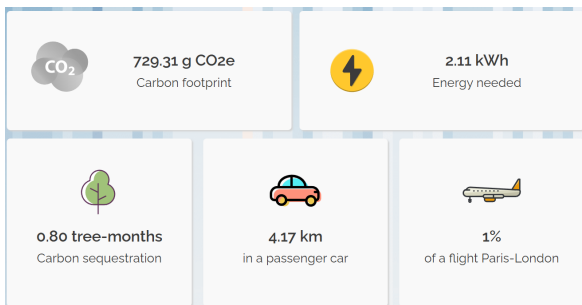 CO2
729.31 g CO2e
Carbon footprint
2.11 kWh
Energy needed
0.80 tree-months
Carbon sequestration
4.17 km
in a passenger car
1%
of a flight Paris-London